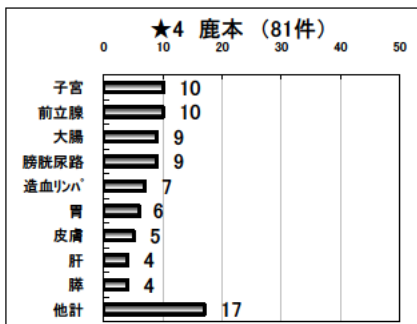 ★4 鹿本 (81件)
0 10 20 30 40 50
子宮 10
前立腺 10
大腸 9
膀胱尿路 9
造血リンパ 7
胃 6
皮膚 5
肝 4
膵 4
他計 17